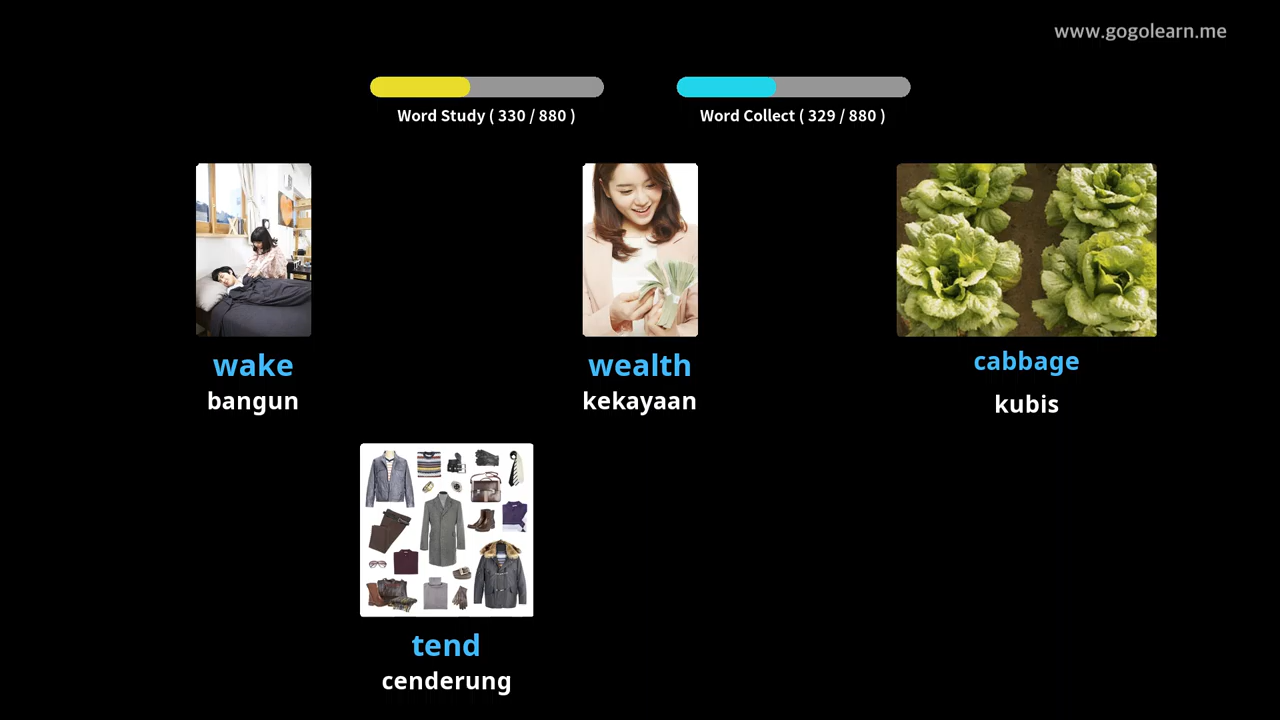 www.gogolearn.me
Word Study ( 330 / 880 )
Word Collect ( 329 / 880 )
wake
bangun
wealth
kekayaan
cabbage
kubis
tend
cenderung